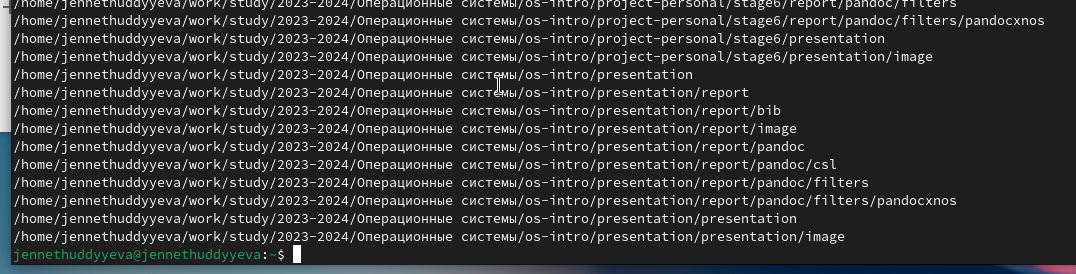 /home/jennethuddyyeva/work/study/2023-2024/Операционные системы/os-intro/project-personal/stage6/report/pandoc/filters
/home/jennethuddyyeva/work/study/2023-2024/Операционные системы/os-intro/project-personal/stage6/report/pandoc/filters/pandocxnos
/home/jennethuddyyeva/work/study/2023-2024/Операционные системы/os-intro/project-personal/stage6/presentation
/home/jennethuddyyeva/work/study/2023-2024/Операционные системы/os-intro/project-personal/stage6/presentation/image
/home/jennethuddyyeva/work/study/2023-2024/Операционные системы/os-intro/presentation
/home/jennethuddyyeva/work/study/2023-2024/Операционные системы/os-intro/presentation/report
/home/jennethuddyyeva/work/study/2023-2024/Операционные системы/os-intro/presentation/report/bib
/home/jennethuddyyeva/work/study/2023-2024/Операционные системы/os-intro/presentation/report/image
/home/jennethuddyyeva/work/study/2023-2024/Операционные системы/os-intro/presentation/report/pandoc
/home/jennethuddyyeva/work/study/2023-2024/Операционные системы/os-intro/presentation/report/pandoc/csl
/home/jennethuddyyeva/work/study/2023-2024/Операционные системы/os-intro/presentation/report/pandoc/filters
/home/jennethuddyyeva/work/study/2023-2024/Операционные системы/os-intro/presentation/report/pandoc/filters/pandocxnos
/home/jennethuddyyeva/work/study/2023-2024/Операционные системы/os-intro/presentation/presentation
/home/jennethuddyyeva/work/study/2023-2024/Операционные системы/os-intro/presentation/presentation/image
jennethuddyyeva@jennethuddyyeva:~$